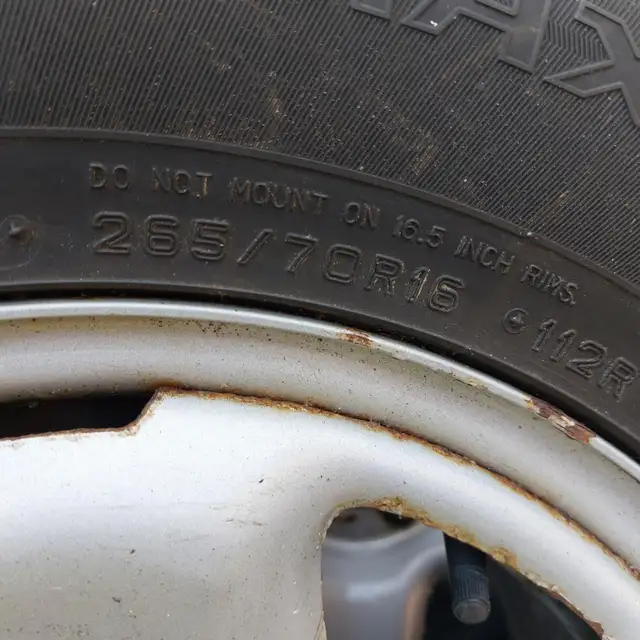 DO NOT MOUNT ON 16.5 INCH RIMS.
265/70R16 112R